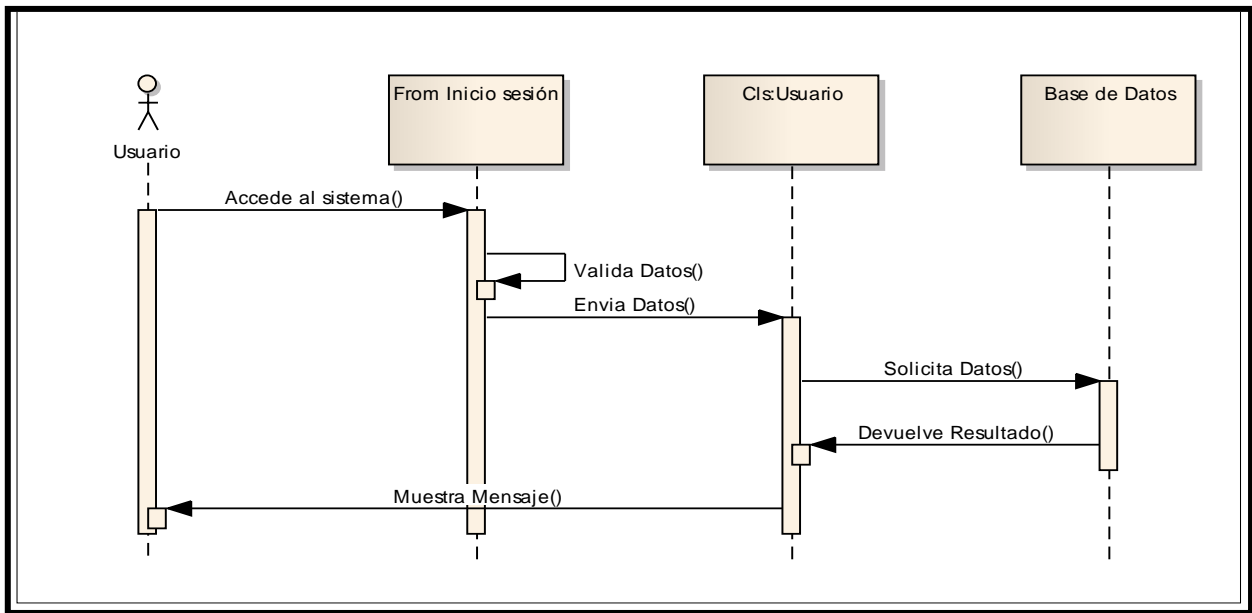 From Inicio sesión
Cls:Usuario
Base de Datos
Usuario
Accede al sistema()
Valida Datos()
Envia Datos()
Solicita Datos()
Devuelve Resultado()
Muestra Mensaje()